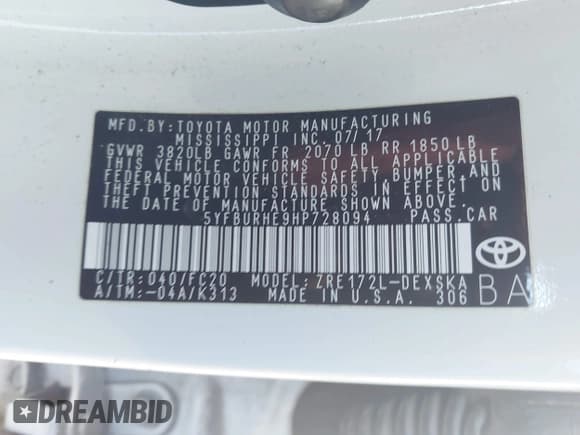 MFD.BY:TOYOTA MOTOR MANUFACTURING
MISSISSIPPI INC. 07/17
GVWR 3820LB GAWR FR 2070 LB RR 1850 LB
THIS VEHICLE CONFORMS TO ALL APPLICABLE
FEDERAL MOTOR VEHICLE SAFETY, BUMPER, AND
THEFT PREVENTION STANDARDS IN EFFECT ON
THE DATE OF MANUFACTURE SHOWN ABOVE.
5YFBURHE9HP728094 PASS.CAR
C/TR:040/FC20 MODEL:ZRE172L-DEXSKA
A/TM:-04A/K313 MADE IN U.S.A. 306
BA
DREAMBID